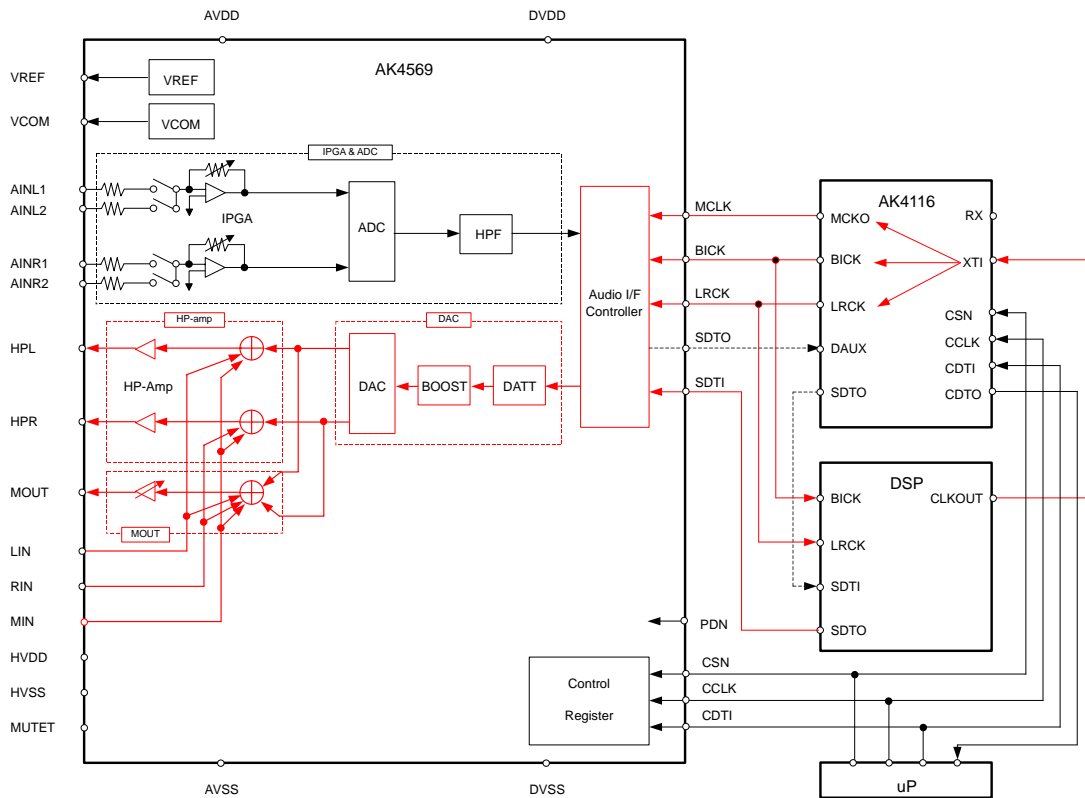 AVDD
DVDD
AK4569
VREF
VREF
VCOM
VCOM
IPGA & ADC
AINL1
AINL2
IPGA
AINR1
AINR2
ADC
HPF
Audio I/F
Controller
MCLK
BICK
LRCK
SDTO
SDTI
AK4116
MCKO
RX
BICK
XTI
LRCK
CSN
CCLK
DAUX
CDTI
SDTO
CDTO
HP-amp
DAC
HPL
HP-Amp
DAC
BOOST
DATT
HPR
MOUT
MOUT
LIN
RIN
MIN
HVDD
HVSS
MUTET
DSP
BICK
CLKOUT
LRCK
SDTI
SDTO
PDN
CSN
CCLK
CDTI
Control
Register
AVSS
DVSS
uP